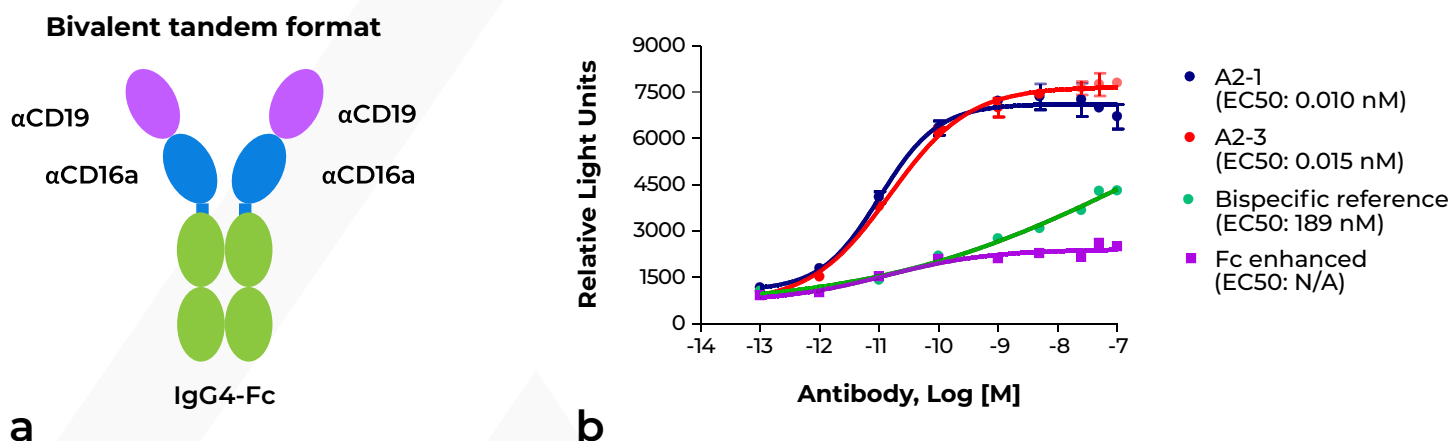 Bivalent tandem format
αCD19
αCD19
αCD16a
αCD16a
IgG4-Fc
a
Relative Light Units
9000
7500
6000
4500
3000
1500
0
-14
-13
-12
-11
-10
-9
-8
-7
Antibody, Log [M]
A2-1
(EC50: 0.010 nM)
A2-3
(EC50: 0.015 nM)
Bispecific reference
(EC50: 189 nM)
Fc enhanced
(EC50: N/A)
b